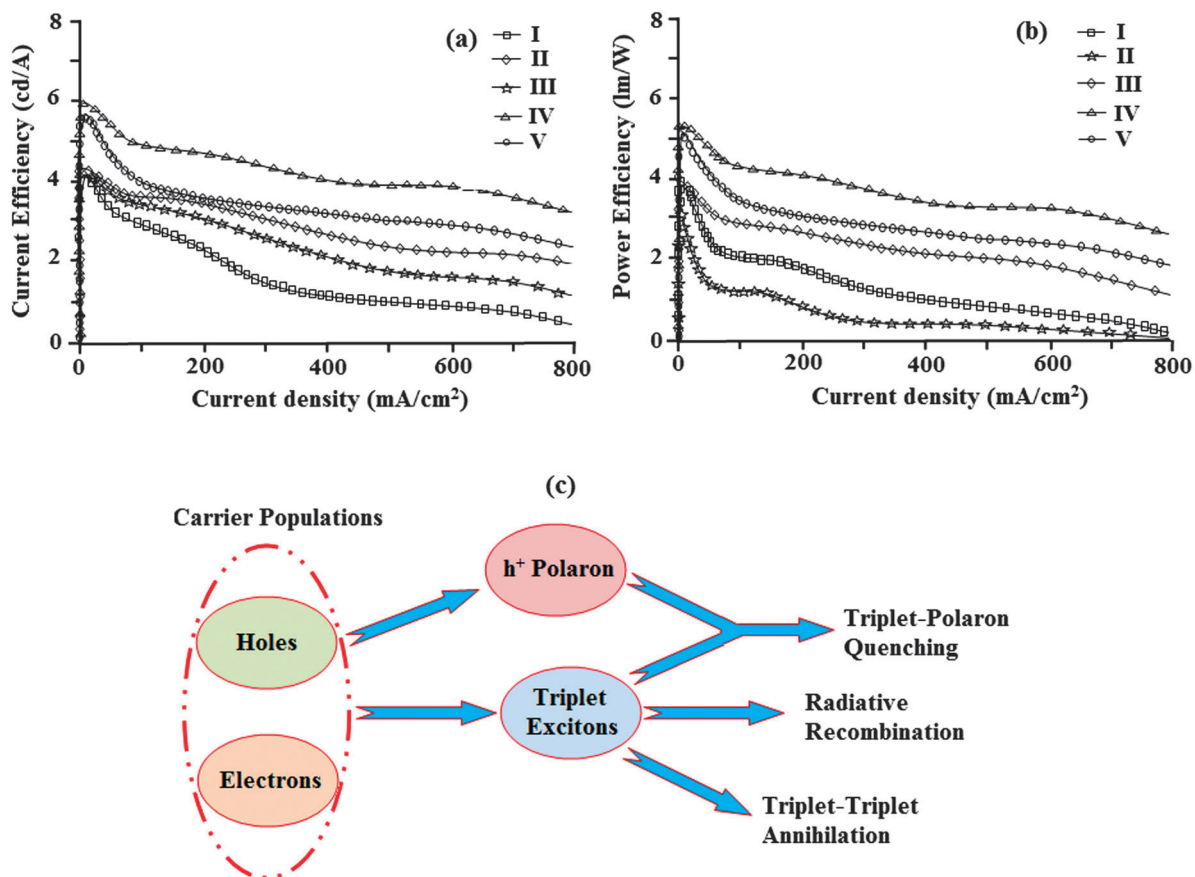 (a)
I
II
III
IV
V
Current Efficiency (cd/A)
8
6
4
2
0
0
200
400
600
800
Current density (mA/cm²)
(b)
I
II
III
IV
V
Power Efficiency (lm/W)
8
6
4
2
0
0
200
400
600
800
Current density (mA/cm²)
(c)
Carrier Populations
Holes
Electrons
h⁺ Polaron
Triplet
Excitons
Triplet-Polaron
Quenching
Radiative
Recombination
Triplet-Triplet
Annihilation